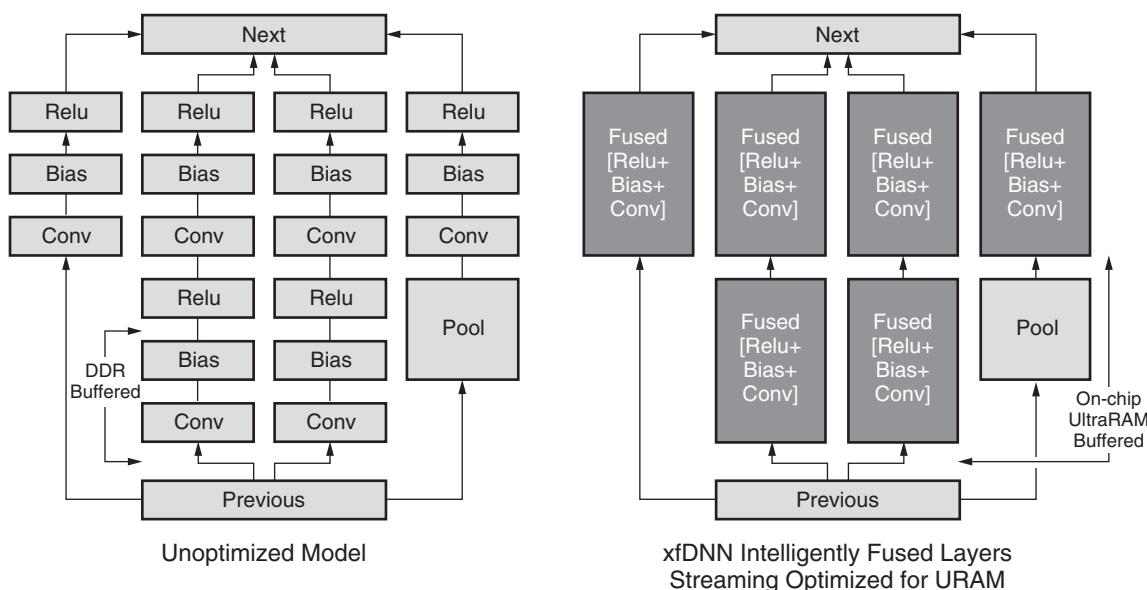 Next
Relu
Relu
Relu
Relu
Bias
Bias
Bias
Bias
Conv
Conv
Conv
Conv
Relu
Relu
Pool
DDR
Buffered
Bias
Bias
Conv
Conv
Previous
Unoptimized Model
Next
Fused
[Relu+
Bias+
Conv]
Fused
[Relu+
Bias+
Conv]
Fused
[Relu+
Bias+
Conv]
Fused
[Relu+
Bias+
Conv]
Fused
[Relu+
Bias+
Conv]
Fused
[Relu+
Bias+
Conv]
Pool
On-chip
UltraRAM
Buffered
Previous
xfDNN Intelligently Fused Layers
Streaming Optimized for URAM